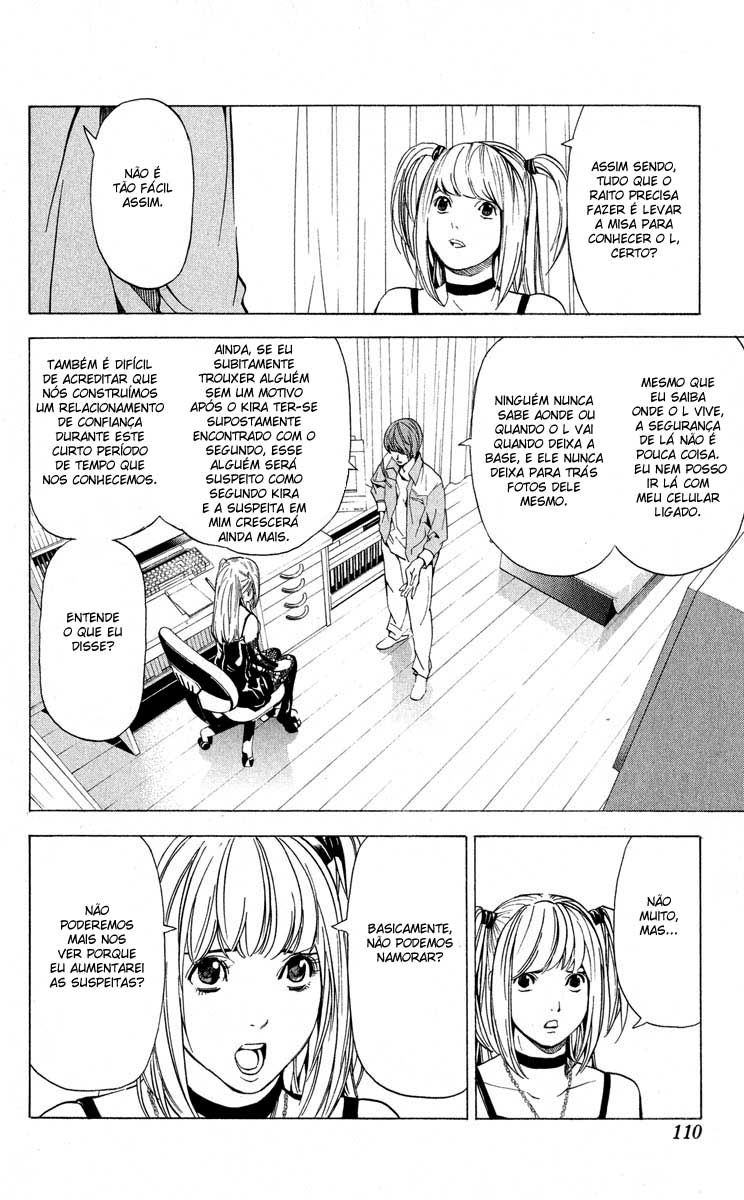 ASSIM SENDO,
TUDO QUE O
RAITO PRECISA
FAZER É LEVAR
A MISA PARA
CONHECER O L,
CERTO?
NÃO É
TÃO FÁCIL
ASSIM.
MESMO QUE
EU SAIBA
ONDE O L VIVE,
A SEGURANÇA
DE LÁ NÃO É
POUCA COISA.
EU NEM POSSO
IR LÁ COM
MEU CELULAR
LIGADO.
NINGUÉM NUNCA
SABE AONDE OU
QUANDO O L VAI
QUANDO DEIXA A
BASE, E ELE NUNCA
DEIXA PARA TRÁS
FOTOS DELE
MESMO.
AINDA, SE EU
SUBITAMENTE
TROUXER ALGUÉM
SEM UM MOTIVO
APÓS O KIRA TER-SE
SUPOSTAMENTE
ENCONTRADO COM O
SEGUNDO, ESSE
ALGUÉM SERÁ
SUSPEITO COMO
SEGUNDO KIRA
E A SUSPEITA EM
MIM CRESCERÁ
AINDA MAIS.
TAMBÉM É DIFÍCIL
DE ACREDITAR QUE
NÓS CONSTRUÍMOS
UM RELACIONAMENTO
DE CONFIANÇA
DURANTE ESTE
CURTO PERÍODO
DE TEMPO QUE
NOS CONHECEMOS.
ENTENDE
O QUE EU
DISSE?
NÃO
MUITO,
MAS...
BASICAMENTE,
NÃO PODEMOS
NAMORAR?
NÃO
PODEREMOS
MAIS NOS
VER PORQUE
EU AUMENTAREI
AS SUSPEITAS?
110